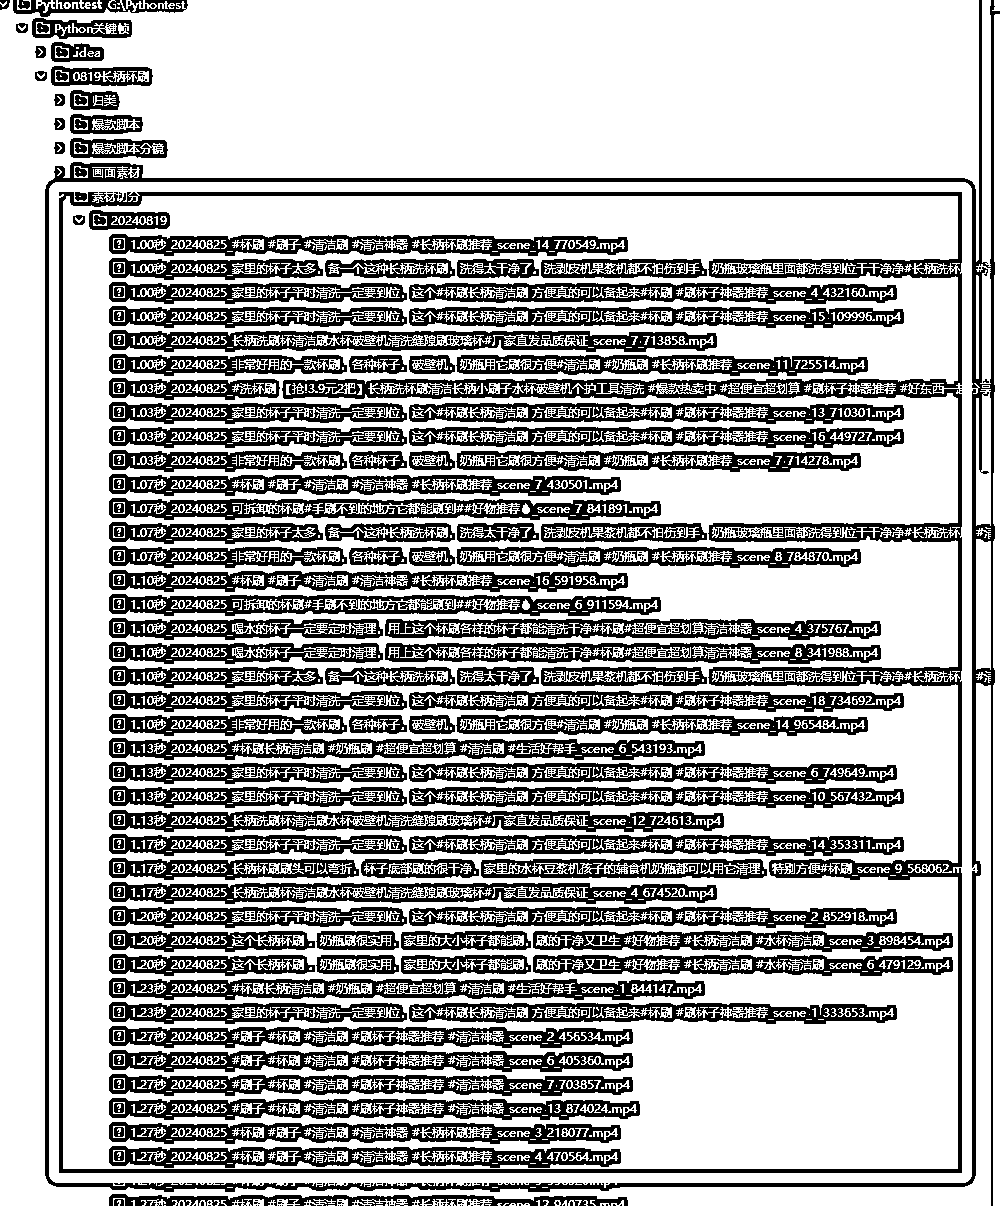 Pythontest G:\Pythontest
Python关键帧
.idea
0819长柄杯刷
归类
爆款脚本
爆款脚本分镜
画面素材
素材切分
20240819
1.00秒_20240825_#杯刷 #刷子 #清洁刷 #清洁神器 #长柄杯刷推荐_scene_14_770549.mp4
1.00秒_20240825_家里的杯子太多，备一个这种长柄洗杯刷，洗得太干净了，洗剥皮机果浆机都不怕伤到手，奶瓶玻璃瓶里面都洗得到位干干净净#长柄洗杯 #清
1.00秒_20240825_家里的杯子平时清洗一定要到位，这个#杯刷长柄清洁刷 方便真的可以备起来#杯刷 #刷杯子神器推荐_scene_4_432160.mp4
1.00秒_20240825_家里的杯子平时清洗一定要到位，这个#杯刷长柄清洁刷 方便真的可以备起来#杯刷 #刷杯子神器推荐_scene_15_109996.mp4
1.00秒_20240825_长柄洗刷杯清洁刷水杯破壁机清洗缝隙刷玻璃杯#厂家直发品质保证_scene_7_713858.mp4
1.00秒_20240825_非常好用的一款杯刷，各种杯子，破壁机，奶瓶用它刷很方便#清洁刷 #奶瓶刷 #长柄杯刷推荐_scene_11_725514.mp4
1.03秒_20240825_#洗杯刷 【抢!3.9元2把】长柄洗杯刷清洁长柄小刷子水杯破壁机个护工具清洗 #爆款热卖中 #超便宜超划算 #刷杯子神器推荐 #好东西一起分享
1.03秒_20240825_家里的杯子平时清洗一定要到位，这个#杯刷长柄清洁刷 方便真的可以备起来#杯刷 #刷杯子神器推荐_scene_13_710301.mp4
1.03秒_20240825_家里的杯子平时清洗一定要到位，这个#杯刷长柄清洁刷 方便真的可以备起来#杯刷 #刷杯子神器推荐_scene_16_449727.mp4
1.03秒_20240825_非常好用的一款杯刷，各种杯子，破壁机，奶瓶用它刷很方便#清洁刷 #奶瓶刷 #长柄杯刷推荐_scene_7_714278.mp4
1.07秒_20240825_#杯刷 #刷子 #清洁刷 #清洁神器 #长柄杯刷推荐_scene_7_430501.mp4
1.07秒_20240825_可拆卸的杯刷#手刷不到的地方它都能刷到##好物推荐_scene_7_841891.mp4
1.07秒_20240825_家里的杯子太多，备一个这种长柄洗杯刷，洗得太干净了，洗剥皮机果浆机都不怕伤到手，奶瓶玻璃瓶里面都洗得到位干干净净#长柄洗杯 #清
1.07秒_20240825_非常好用的一款杯刷，各种杯子，破壁机，奶瓶用它刷很方便#清洁刷 #奶瓶刷 #长柄杯刷推荐_scene_8_784870.mp4
1.10秒_20240825_#杯刷 #刷子 #清洁刷 #清洁神器 #长柄杯刷推荐_scene_16_591958.mp4
1.10秒_20240825_可拆卸的杯刷#手刷不到的地方它都能刷到##好物推荐_scene_6_911594.mp4
1.10秒_20240825_喝水的杯子一定要定时清理，用上这个杯刷各样的杯子都能清洗干净#杯刷#超便宜超划算清洁神器_scene_4_375767.mp4
1.10秒_20240825_喝水的杯子一定要定时清理，用上这个杯刷各样的杯子都能清洗干净#杯刷#超便宜超划算清洁神器_scene_8_341988.mp4
1.10秒_20240825_家里的杯子太多，备一个这种长柄洗杯刷，洗得太干净了，洗剥皮机果浆机都不怕伤到手，奶瓶玻璃瓶里面都洗得到位干干净净#长柄洗杯 #清
1.10秒_20240825_家里的杯子平时清洗一定要到位，这个#杯刷长柄清洁刷 方便真的可以备起来#杯刷 #刷杯子神器推荐_scene_18_734692.mp4
1.10秒_20240825_非常好用的一款杯刷，各种杯子，破壁机，奶瓶用它刷很方便#清洁刷 #奶瓶刷 #长柄杯刷推荐_scene_14_965484.mp4
1.13秒_20240825_#杯刷长柄清洁刷 #奶瓶刷 #超便宜超划算 #清洁刷 #生活好帮手_scene_6_543193.mp4
1.13秒_20240825_家里的杯子平时清洗一定要到位，这个#杯刷长柄清洁刷 方便真的可以备起来#杯刷 #刷杯子神器推荐_scene_6_749649.mp4
1.13秒_20240825_家里的杯子平时清洗一定要到位，这个#杯刷长柄清洁刷 方便真的可以备起来#杯刷 #刷杯子神器推荐_scene_10_567432.mp4
1.13秒_20240825_长柄洗刷杯清洁刷水杯破壁机清洗缝隙刷玻璃杯#厂家直发品质保证_scene_12_724613.mp4
1.17秒_20240825_家里的杯子平时清洗一定要到位，这个#杯刷长柄清洁刷 方便真的可以备起来#杯刷 #刷杯子神器推荐_scene_14_353311.mp4
1.17秒_20240825_长柄杯刷刷头可以弯折，杯子底部刷的很干净，家里的水杯豆浆机孩子的辅食机奶瓶都可以用它清理，特别方便#杯刷_scene_9_568062.mp4
1.17秒_20240825_长柄洗刷杯清洁刷水杯破壁机清洗缝隙刷玻璃杯#厂家直发品质保证_scene_4_674520.mp4
1.20秒_20240825_家里的杯子平时清洗一定要到位，这个#杯刷长柄清洁刷 方便真的可以备起来#杯刷 #刷杯子神器推荐_scene_2_852918.mp4
1.20秒_20240825_这个长柄杯刷，奶瓶刷很实用，家里的大小杯子都能刷，刷的干净又卫生 #好物推荐 #长柄清洁刷 #水杯清洁刷_scene_3_898454.mp4
1.20秒_20240825_这个长柄杯刷，奶瓶刷很实用，家里的大小杯子都能刷，刷的干净又卫生 #好物推荐 #长柄清洁刷 #水杯清洁刷_scene_6_479129.mp4
1.23秒_20240825_#杯刷长柄清洁刷 #奶瓶刷 #超便宜超划算 #清洁刷 #生活好帮手_scene_1_844147.mp4
1.23秒_20240825_家里的杯子平时清洗一定要到位，这个#杯刷长柄清洁刷 方便真的可以备起来#杯刷 #刷杯子神器推荐_scene_1_333653.mp4
1.27秒_20240825_#刷子 #杯刷 #清洁刷 #刷杯子神器推荐 #清洁神器_scene_2_456534.mp4
1.27秒_20240825_#刷子 #杯刷 #清洁刷 #刷杯子神器推荐 #清洁神器_scene_6_405360.mp4
1.27秒_20240825_#刷子 #杯刷 #清洁刷 #刷杯子神器推荐 #清洁神器_scene_7_703857.mp4
1.27秒_20240825_#刷子 #杯刷 #清洁刷 #刷杯子神器推荐 #清洁神器_scene_13_874024.mp4
1.27秒_20240825_#杯刷 #刷子 #清洁刷 #清洁神器 #长柄杯刷推荐_scene_3_218077.mp4
1.27秒_20240825_#杯刷 #刷子 #清洁刷 #清洁神器 #长柄杯刷推荐_scene_4_470564.mp4